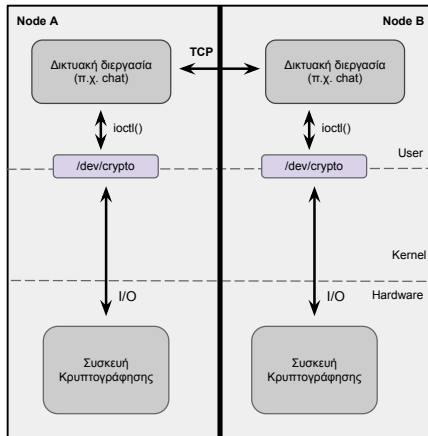 Node A
Node B
Δικτυακή διεργασία
(π.χ. chat)
TCP
Δικτυακή διεργασία
(π.χ. chat)
ioctl()
ioctl()
User
/dev/crypto
/dev/crypto
Kernel
I/O
I/O
Hardware
Συσκευή
Κρυπτογράφησης
Συσκευή
Κρυπτογράφησης